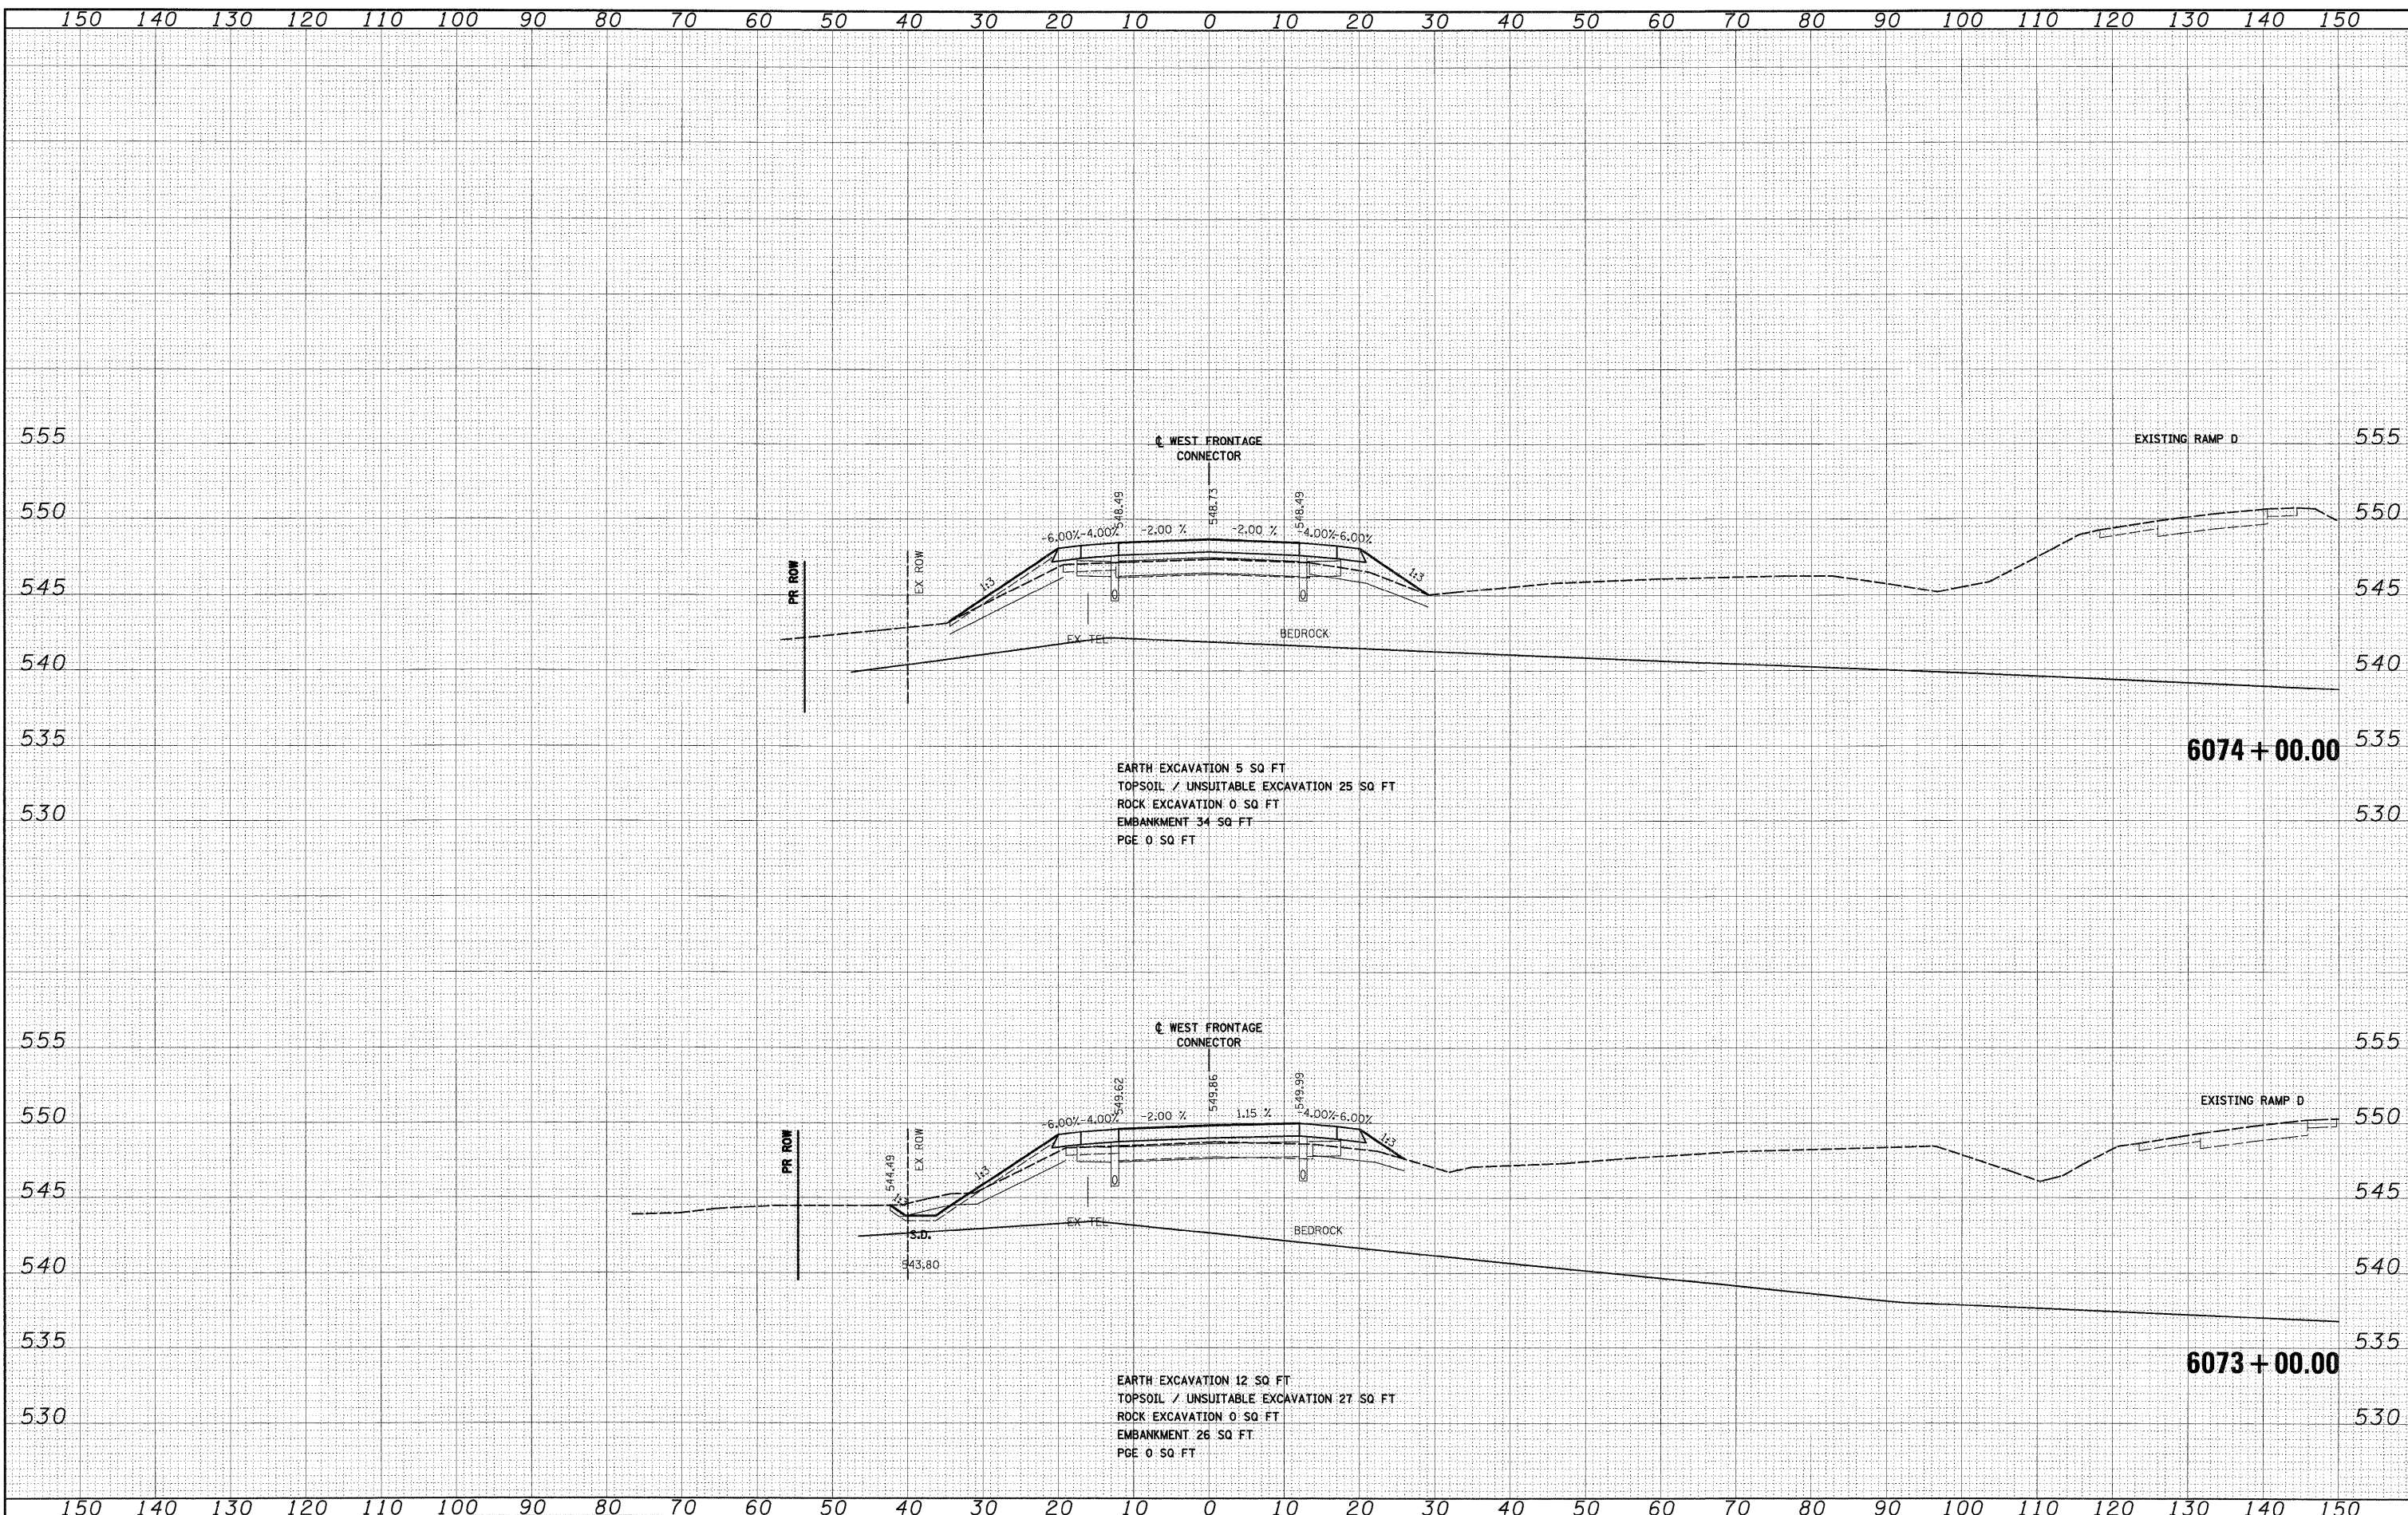 150 140 130 120 110 100 90 80 70 60 50 40 30 20 10 0 10 20 30 40 50 60 70 80 90 100 110 120 130 140 150
555 ℄ WEST FRONTAGE EXISTING RAMP D 555
CONNECTOR
550 548.49 548.73 548.49 550
-6.00% -4.00% -2.00 % -2.00 % -4.00% -6.00%
545 PR ROW EX ROW 1:3 1:3 545
540 EX TEL BEDROCK 540
535 6074+00.00 535
EARTH EXCAVATION 5 SQ FT
TOPSOIL / UNSUITABLE EXCAVATION 25 SQ FT
ROCK EXCAVATION 0 SQ FT
530 EMBANKMENT 34 SQ FT 530
PGE 0 SQ FT
℄ WEST FRONTAGE
555 CONNECTOR 555
549.62 549.86 549.99 EXISTING RAMP D
550 -6.00% -4.00% -2.00 % 1.15 % -4.00% -6.00% 550
PR ROW EX ROW 1:3
545 544.49 1:3 1:3 545
EX TEL BEDROCK
S.D.
540 543.80 540
535 535
6073+00.00
EARTH EXCAVATION 12 SQ FT
TOPSOIL / UNSUITABLE EXCAVATION 27 SQ FT
530 ROCK EXCAVATION 0 SQ FT 530
EMBANKMENT 26 SQ FT
PGE 0 SQ FT
150 140 130 120 110 100 90 80 70 60 50 40 30 20 10 0 10 20 30 40 50 60 70 80 90 100 110 120 130 140 150